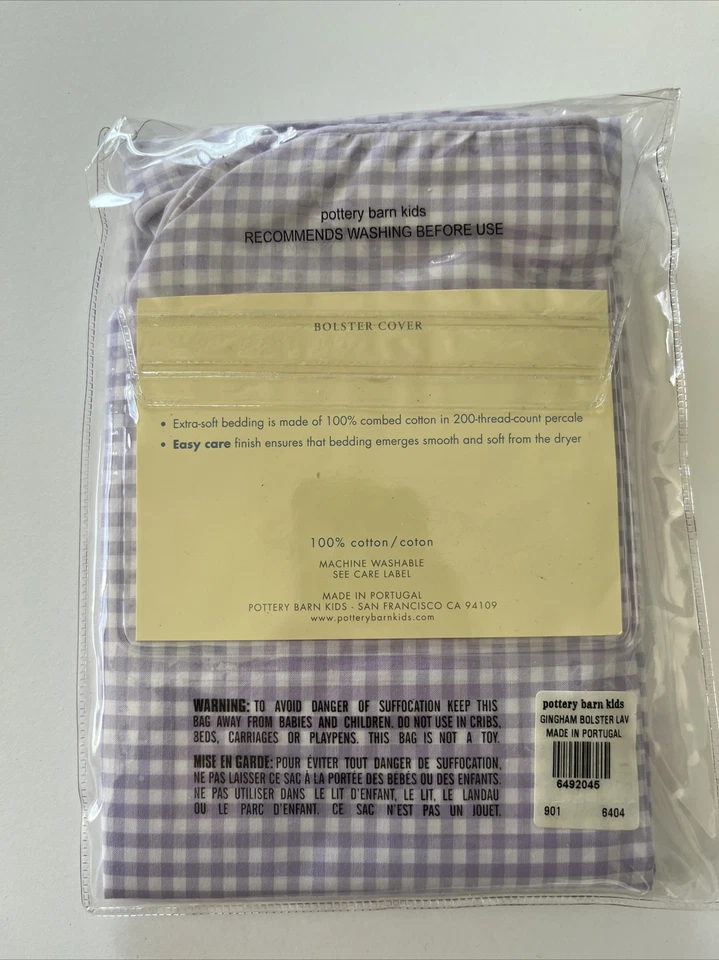 pottery barn kids
RECOMMENDS WASHING BEFORE USE
BOLSTER COVER
• Extra-soft bedding is made of 100% combed cotton in 200-thread-count percale
• Easy care finish ensures that bedding emerges smooth and soft from the dryer
100% cotton/coton
MACHINE WASHABLE
SEE CARE LABEL
MADE IN PORTUGAL
POTTERY BARN KIDS - SAN FRANCISCO CA 94109
www.potterybarnkids.com
WARNING: TO AVOID DANGER OF SUFFOCATION KEEP THIS
BAG AWAY FROM BABIES AND CHILDREN. DO NOT USE IN CRIBS,
BEDS, CARRIAGES OR PLAYPENS. THIS BAG IS NOT A TOY.
MISE EN GARDE: POUR ÉVITER TOUT DANGER DE SUFFOCATION,
NE PAS LAISSER CE SAC À LA PORTÉE DES BÉBÉS OU DES ENFANTS.
NE PAS UTILISER DANS LE LIT D'ENFANT, LE LIT, LE LANDAU
OU LE PARC D'ENFANT. CE SAC N'EST PAS UN JOUET.
pottery barn kids
GINGHAM BOLSTER LAV
MADE IN PORTUGAL
6492045
901 6404